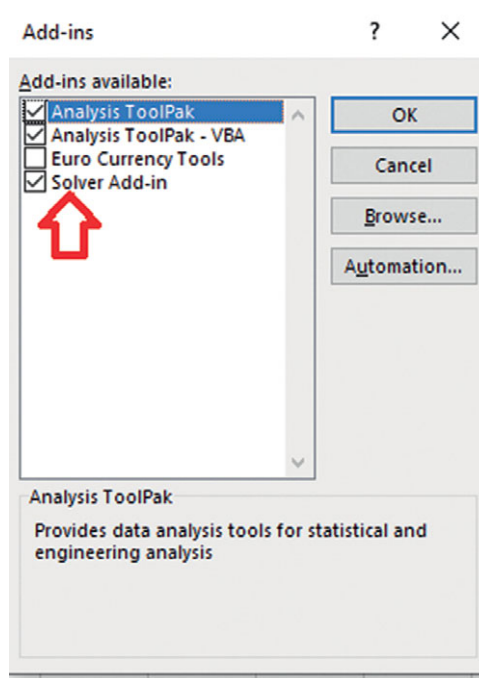 Add-ins ? ×
Add-ins available:
Analysis ToolPak
Analysis ToolPak - VBA
Euro Currency Tools
Solver Add-in
OK
Cancel
Browse...
Automation...
Analysis ToolPak
Provides data analysis tools for statistical and
engineering analysis